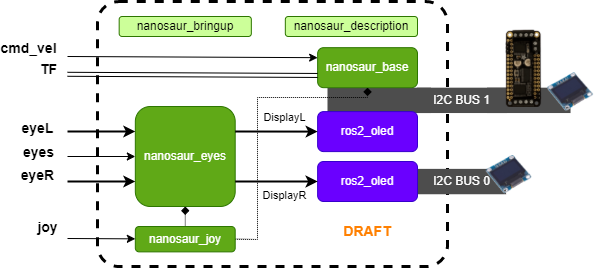 nanosaur_bringup
nanosaur_description
cmd_vel
TF
nanosaur_base
I2C BUS 1
eyeL
eyes
eyeR
nanosaur_eyes
DisplayL
ros2_oled
DisplayR
ros2_oled
I2C BUS 0
joy
nanosaur_joy
DRAFT